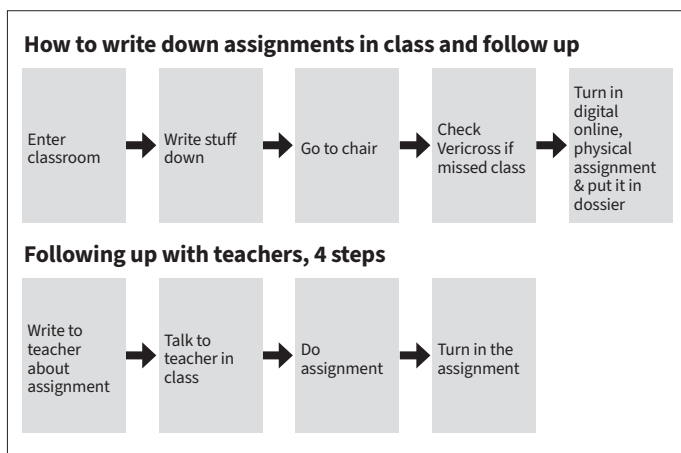 How to write down assignments in class and follow up
Enter
classroom
Write stuff
down
Go to chair
Check
Vericross if
missed class
Turn in
digital
online,
physical
assignment
& put it in
dossier
Following up with teachers, 4 steps
Write to
teacher
about
assignment
Talk to
teacher in
class
Do
assignment
Turn in the
assignment